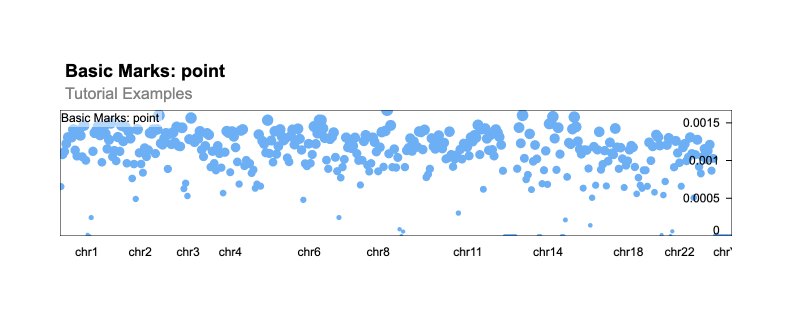 Basic Marks: point
Tutorial Examples
Basic Marks: point
0.0015
0.001
0.0005
0
chr1 chr2 chr3 chr4 chr6 chr8 chr11 chr14 chr18 chr22